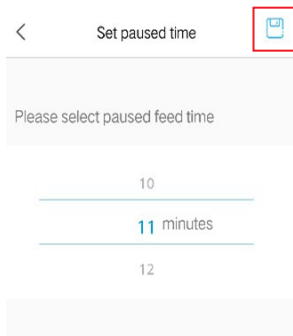 Set paused time
Please select paused feed time
10
11 minutes
12